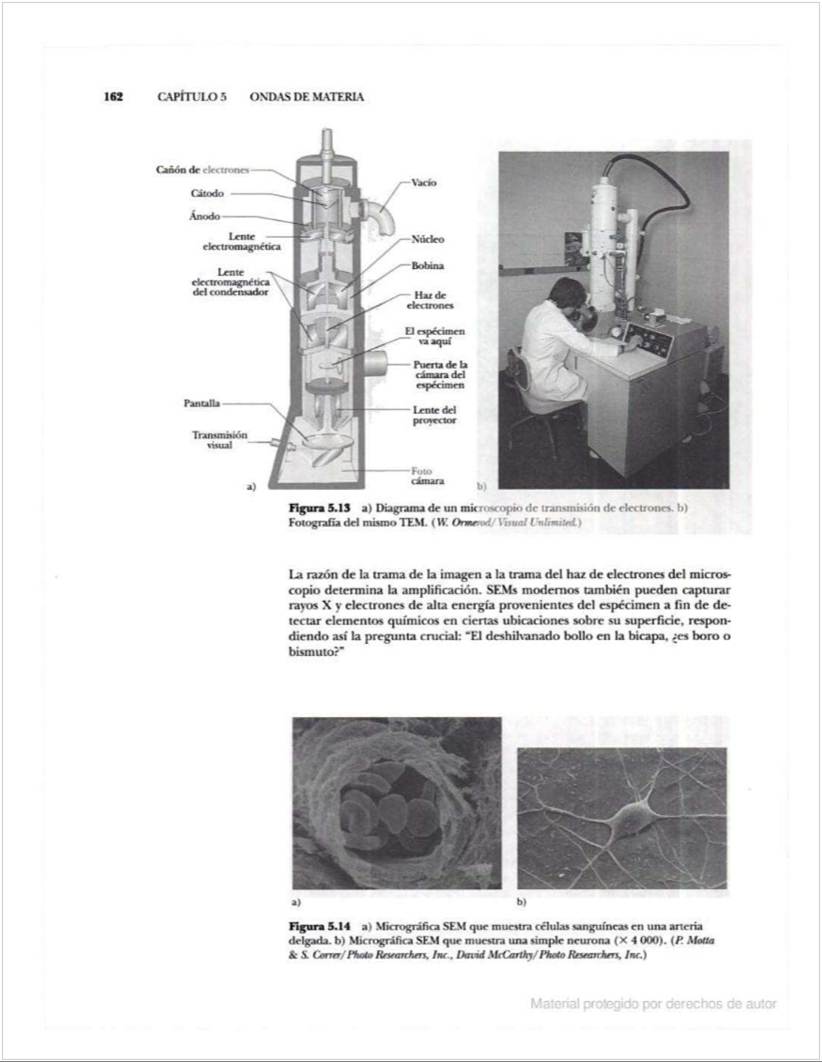 162 CAPÍTULO 5 ONDAS DE MATERIA
Cañón de electrones
Cátodo
Ánodo
Lente
electromagnética
Lente
electromagnética
del condensador
Pantalla
Transmisión
visual
Vacío
Núcleo
Bobina
Haz de
electrones
El espécimen
va aquí
Puerta de la
cámara del
espécimen
Lente del
proyector
Foto
cámara
a)
b)
Figura 5.13 a) Diagrama de un microscopio de transmisión de electrones. b)
Fotografía del mismo TEM. (W. Ormerod/Visual Unlimited.)
La razón de la trama de la imagen a la trama del haz de electrones del micros-
copio determina la amplificación. SEMs modernos también pueden capturar
rayos X y electrones de alta energía provenientes del espécimen a fin de de-
tectar elementos químicos en ciertas ubicaciones sobre su superficie, respon-
diendo así la pregunta crucial: "El deshilvanado bollo en la bicapa, ¿es boro o
bismuto?"
a)
b)
Figura 5.14 a) Micrográfica SEM que muestra células sanguíneas en una arteria
delgada. b) Micrográfica SEM que muestra una simple neurona (× 4 000). (P. Motta
& S. Correr/Photo Researchers, Inc., David McCarthy/Photo Researchers, Inc.)
Material protegido por derechos de autor